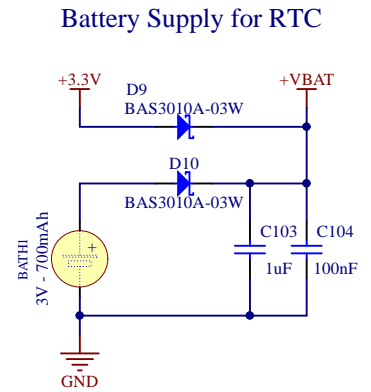 Battery Supply for RTC
+3.3V
+VBAT
D9
BAS3010A-03W
D10
BAS3010A-03W
C103
1uF
C104
100nF
BATH1
3V - 700mAh
+
GND